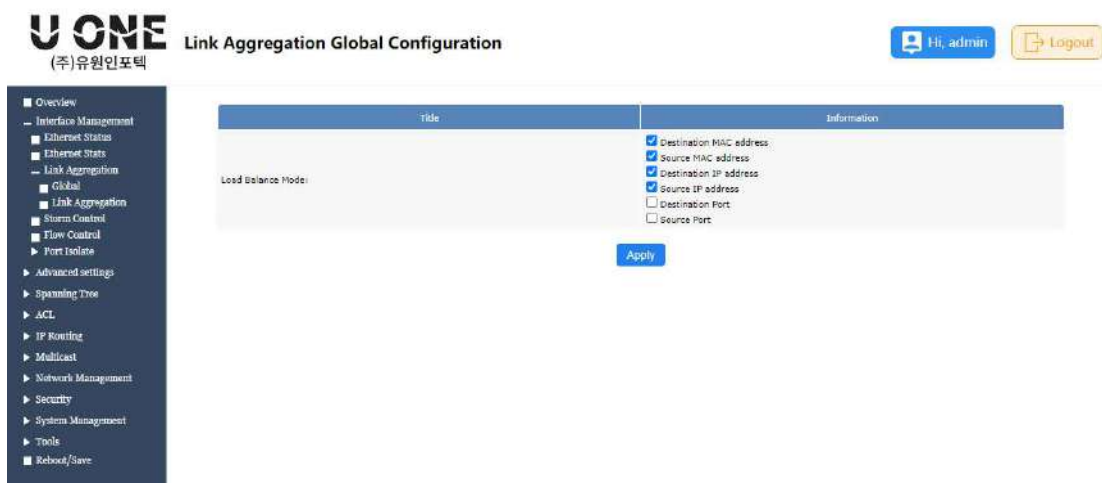 U ONE
(주)유원인포텍
Link Aggregation Global Configuration
Hi, admin
Logout
Overview
Interface Management
Ethernet Status
Ethernet Stats
Link Aggregation
Global
Link Aggregation
Storm Control
Flow Control
Port Isolate
Advanced settings
Spanning Tree
ACL
IP Routing
Multicast
Network Management
Security
System Management
Tools
Reboot/Save
Title
Information
Load Balance Mode:
Destination MAC address
Source MAC address
Destination IP address
Source IP address
Destination Port
Source Port
Apply